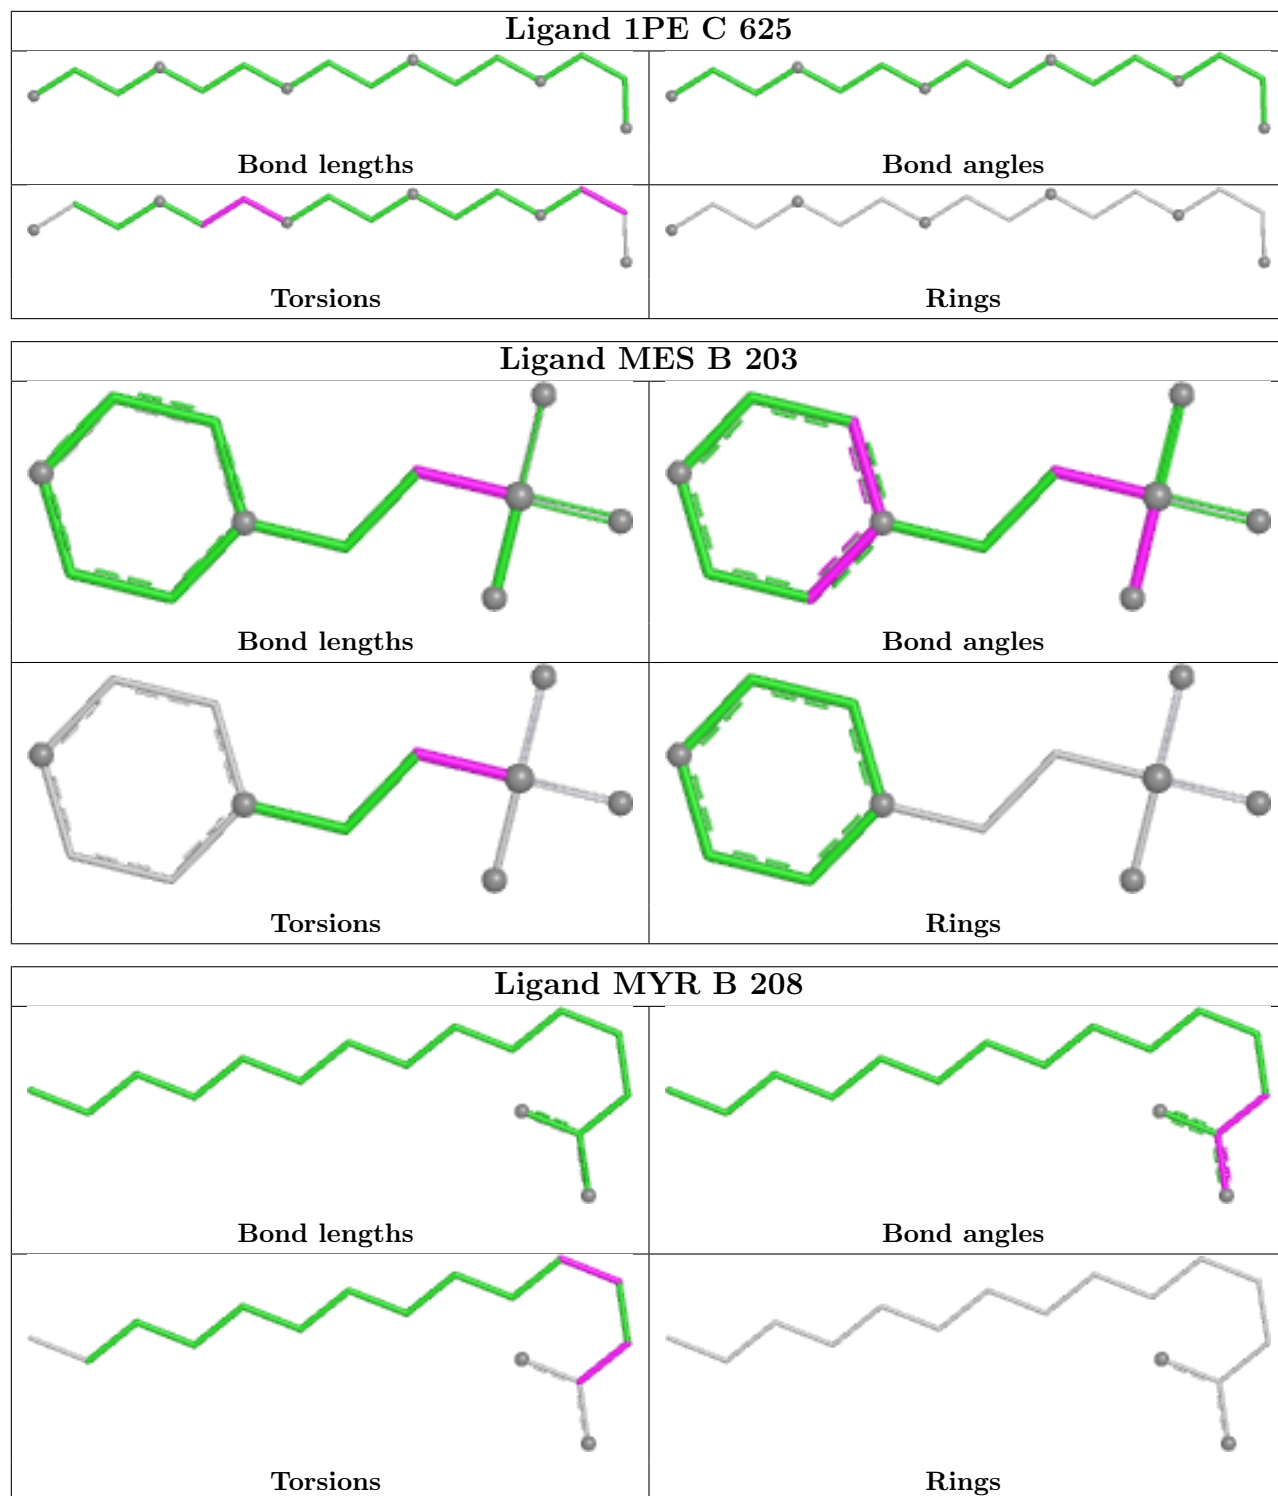 Ligand 1PE C 625
Bond lengths
Bond angles
Torsions
Rings
Ligand MES B 203
Bond lengths
Bond angles
Torsions
Rings
Ligand MYR B 208
Bond lengths
Bond angles
Torsions
Rings